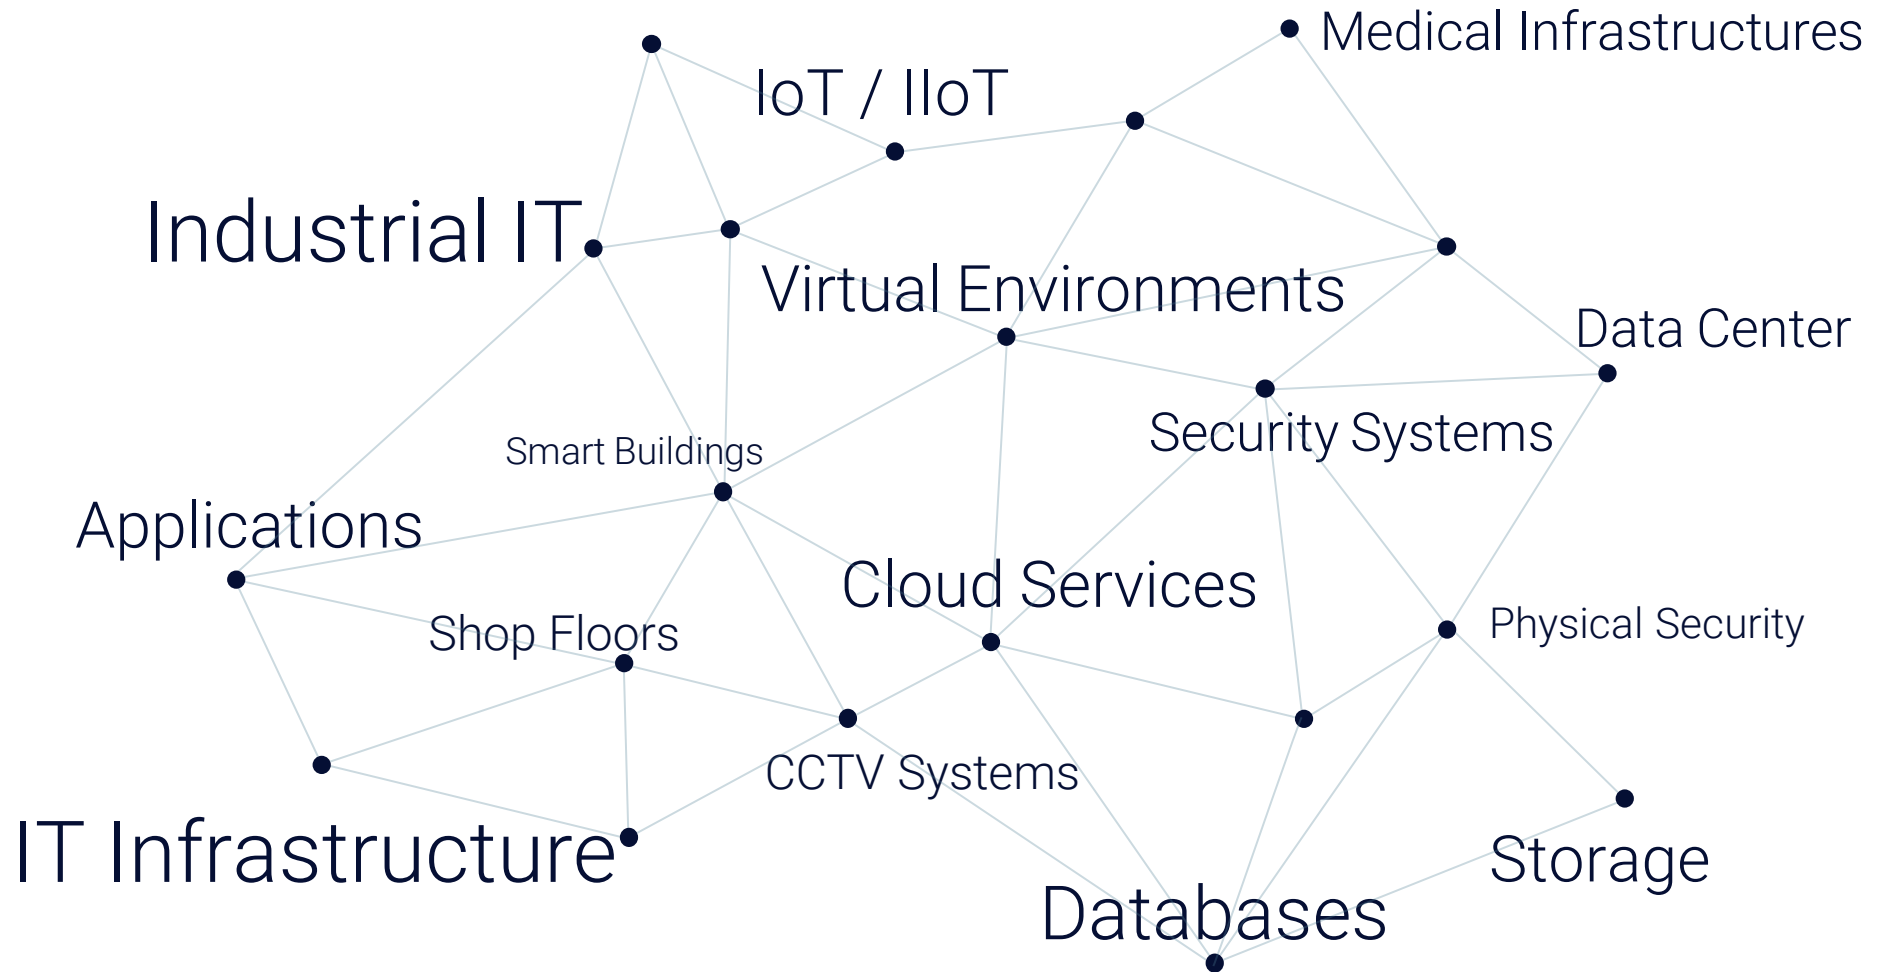 Medical Infrastructures
IoT / IIoT
Industrial IT
Virtual Environments
Data Center
Security Systems
Smart Buildings
Applications
Cloud Services
Shop Floors
Physical Security
CCTV Systems
IT Infrastructure
Storage
Databases